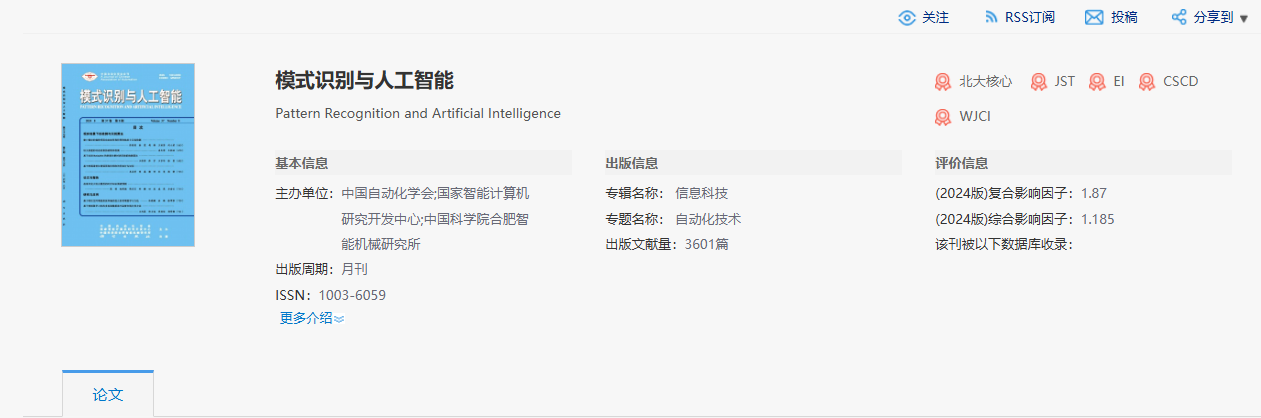 关注 RSS订阅 投稿 分享到
模式识别与人工智能
模式识别与人工智能
Pattern Recognition and Artificial Intelligence
北大核心 JST EI CSCD
WJCI
基本信息
主办单位：中国自动化学会;国家智能计算机
研究开发中心;中国科学院合肥智
能机械研究所
出版周期：月刊
ISSN：1003-6059
更多介绍
出版信息
专辑名称：信息科技
专题名称：自动化技术
出版文献量：3601篇
评价信息
(2024版)复合影响因子：1.87
(2024版)综合影响因子：1.185
该刊被以下数据库收录：
论文